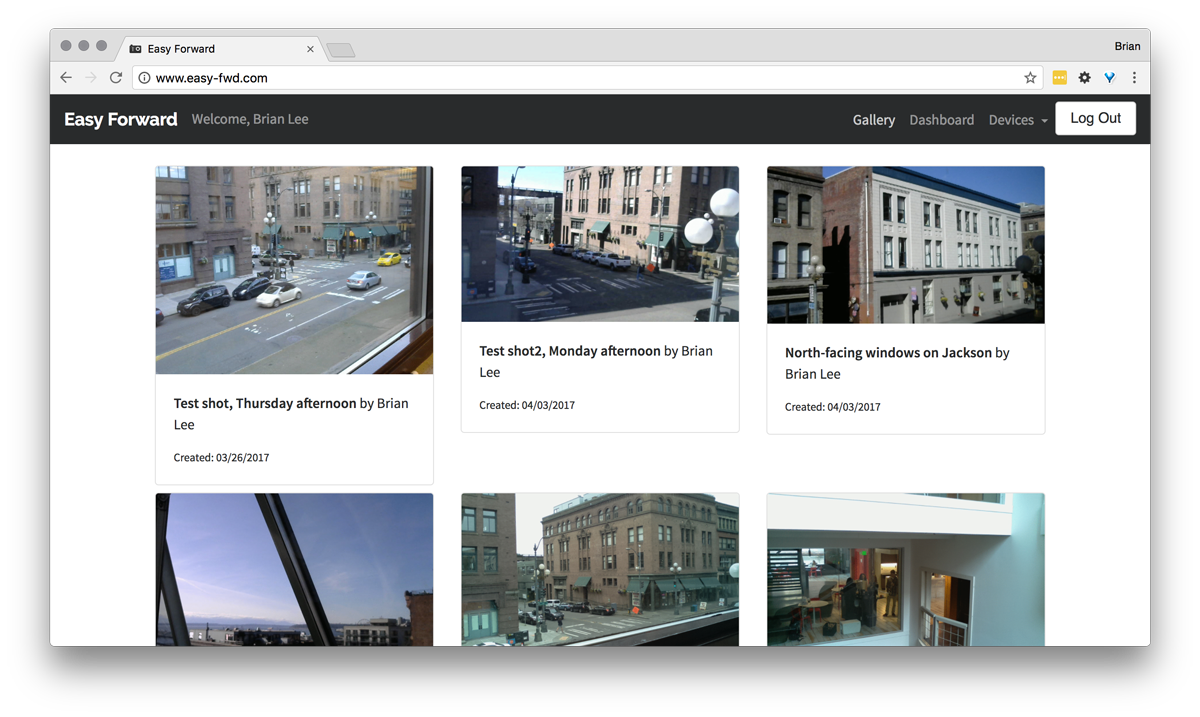 Easy Forward
Brian
www.easy-fwd.com
Easy Forward Welcome, Brian Lee Gallery Dashboard Devices Log Out
Test shot, Thursday afternoon by Brian
Lee
Created: 03/26/2017
Test shot2, Monday afternoon by Brian
Lee
Created: 04/03/2017
North-facing windows on Jackson by
Brian Lee
Created: 04/03/2017